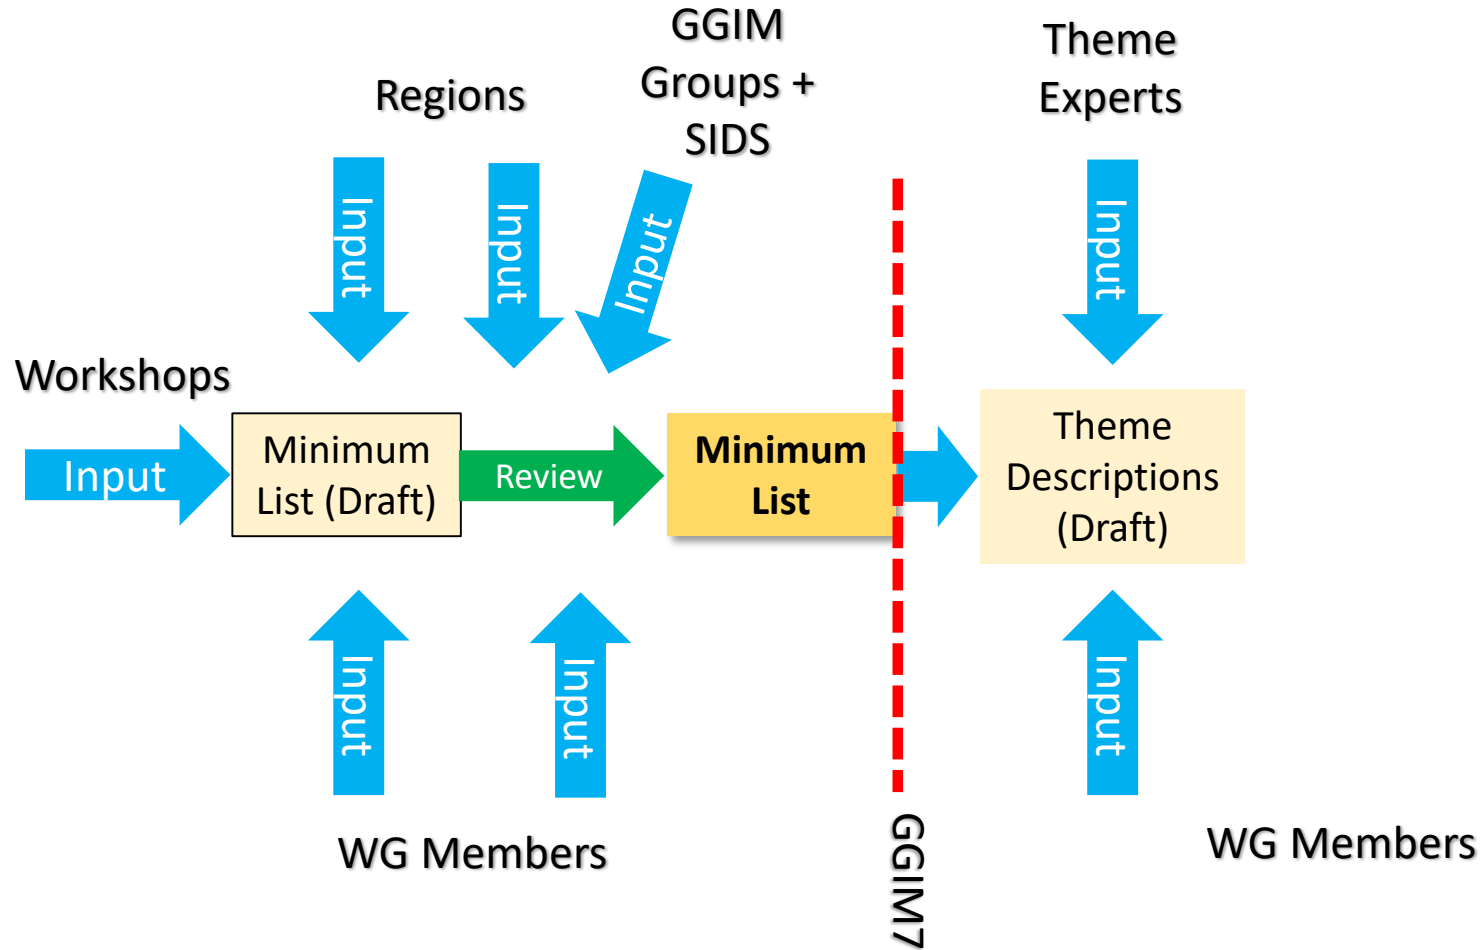 GGIM
Groups +
SIDS
Theme
Experts
Regions
Input
Input
Input
Input
Workshops
Input
Minimum
List (Draft)
Review
Minimum
List
Theme
Descriptions
(Draft)
Input
Input
Input
WG Members
GGIM7
WG Members